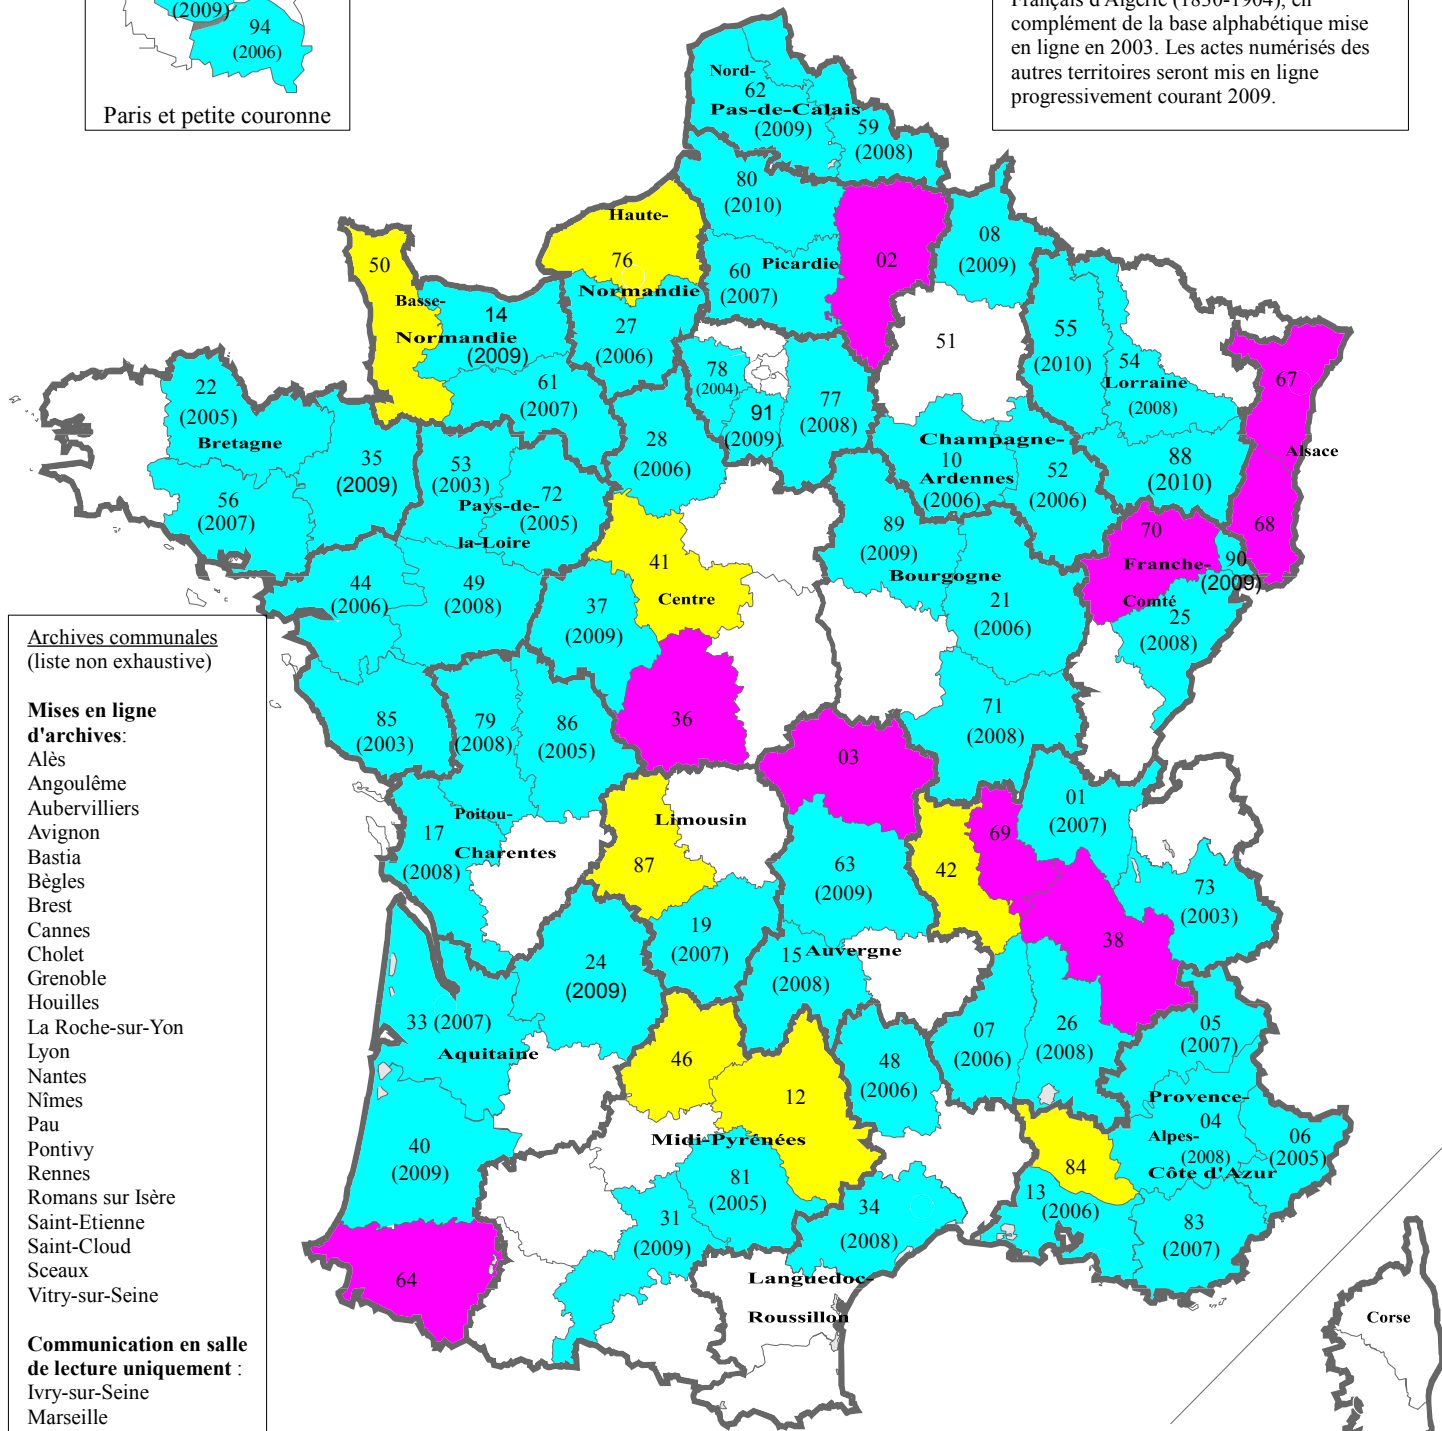 (2009)
94
(2006)
Paris et petite couronne
Français d'Algérie (1830-1904), en
complément de la base alphabétique mise
en ligne en 2003. Les actes numérisés des
autres territoires seront mis en ligne
progressivement courant 2009.
Nord-
62
Pas-de-Calais
(2009)
59
(2008)
80
(2010)
Haute-
76
Normandie
60
(2007)
Picardie
02
08
(2009)
50
Basse-
Normandie
14
(2009)
27
(2006)
51
55
(2010)
54
Lorraine
(2008)
67
Alsace
22
(2005)
Bretagne
61
(2007)
78
(2004)
91
(2009)
77
(2008)
28
(2006)
35
(2009)
53
(2003)
Pays-de-
la-Loire
72
(2005)
56
(2007)
Champagne-
Ardennes
10
(2006)
52
(2006)
88
(2010)
68
70
Franche-
Comté
90
(2009)
89
(2009)
Bourgogne
41
Centre
44
(2006)
49
(2008)
37
(2009)
21
(2006)
25
(2008)
85
(2003)
79
(2008)
86
(2005)
36
03
71
(2008)
Poitou-
Charentes
17
(2008)
Limousin
87
01
(2007)
69
42
63
(2009)
73
(2003)
38
19
(2007)
24
(2009)
15
(2008)
Auvergne
33 (2007)
Aquitaine
46
12
48
(2006)
07
(2006)
26
(2008)
05
(2007)
Provence-
Alpes-
Côte d'Azur
04
(2008)
06
(2005)
40
(2009)
Midi-Pyrénées
81
(2005)
84
13
(2006)
83
(2007)
31
(2009)
34
(2008)
64
Languedoc-
Roussillon
Corse
Archives communales
(liste non exhaustive)
Mises en ligne
d'archives:
Alès
Angoulême
Aubervilliers
Avignon
Bastia
Bègles
Brest
Cannes
Cholet
Grenoble
Houilles
La Roche-sur-Yon
Lyon
Nantes
Nîmes
Pau
Pontivy
Rennes
Romans sur Isère
Saint-Etienne
Saint-Cloud
Sceaux
Vitry-sur-Seine
Communication en salle
de lecture uniquement :
Ivry-sur-Seine
Marseille